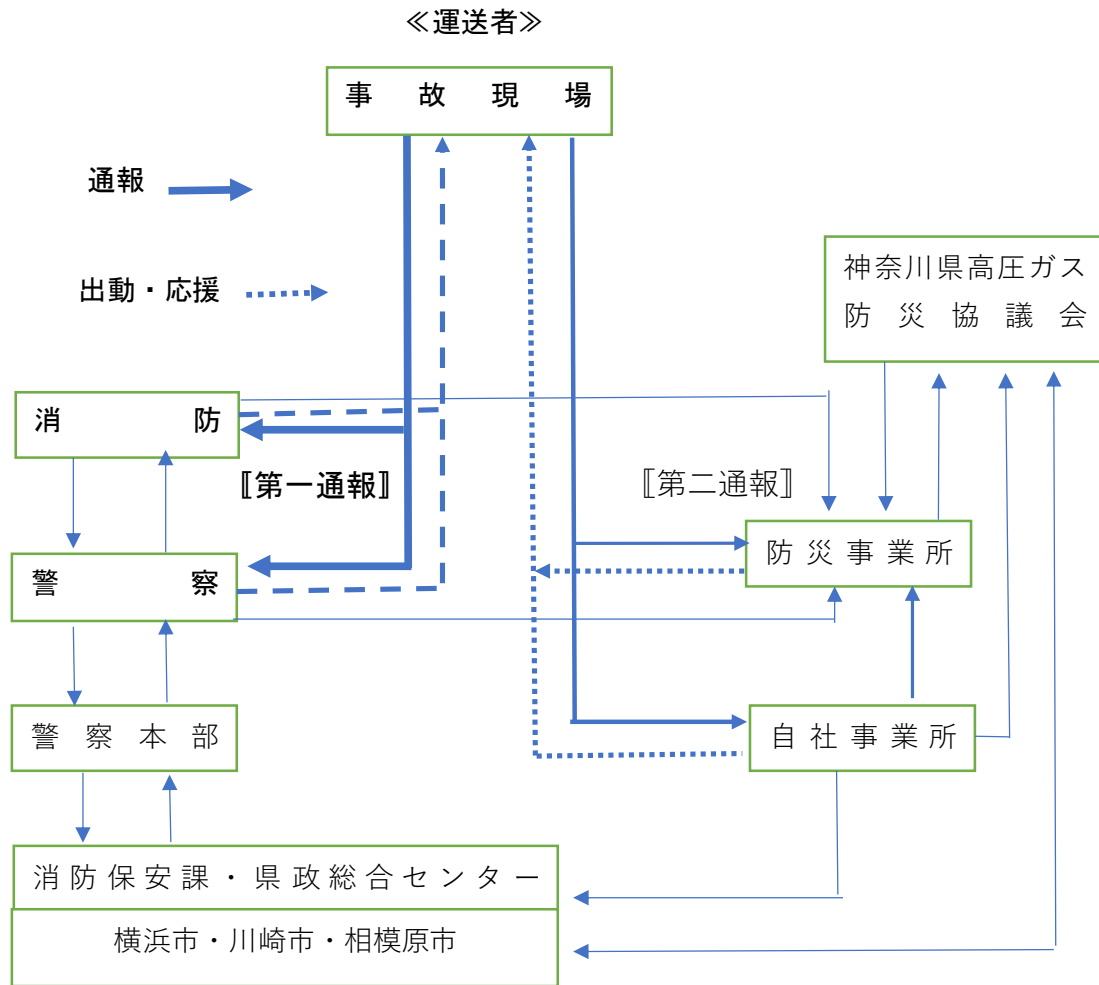 ≪運送者≫
事故現場
通報
神奈川県高圧ガス
防災協議会
出動・応援
消防
〚第一通報〛
〚第二通報〛
防災事業所
警察
警察本部
自社事業所
消防保安課・県政総合センター
横浜市・川崎市・相模原市